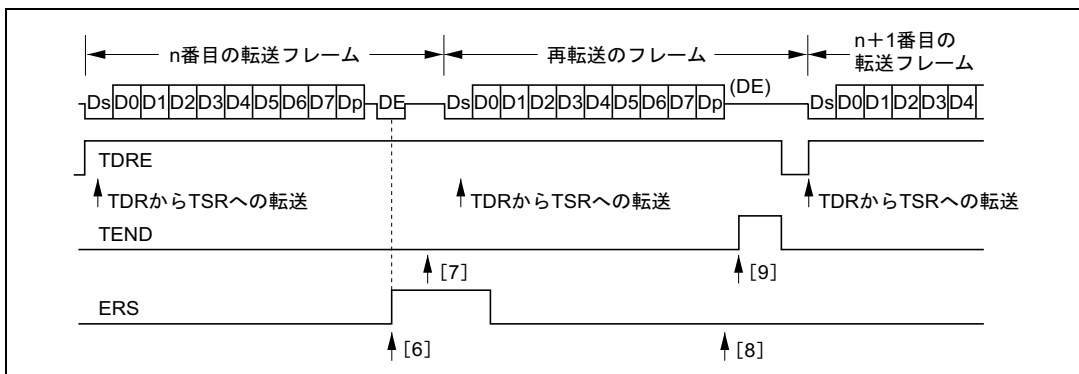 n番目の転送フレーム
再転送のフレーム
n+1番目の
転送フレーム
Ds D0 D1 D2 D3 D4 D5 D6 D7 Dp DE Ds D0 D1 D2 D3 D4 D5 D6 D7 Dp (DE) Ds D0 D1 D2 D3 D4
TDRE
TDRからTSRへの転送 TDRからTSRへの転送 TDRからTSRへの転送
TEND
[7] [9]
ERS
[6] [8]